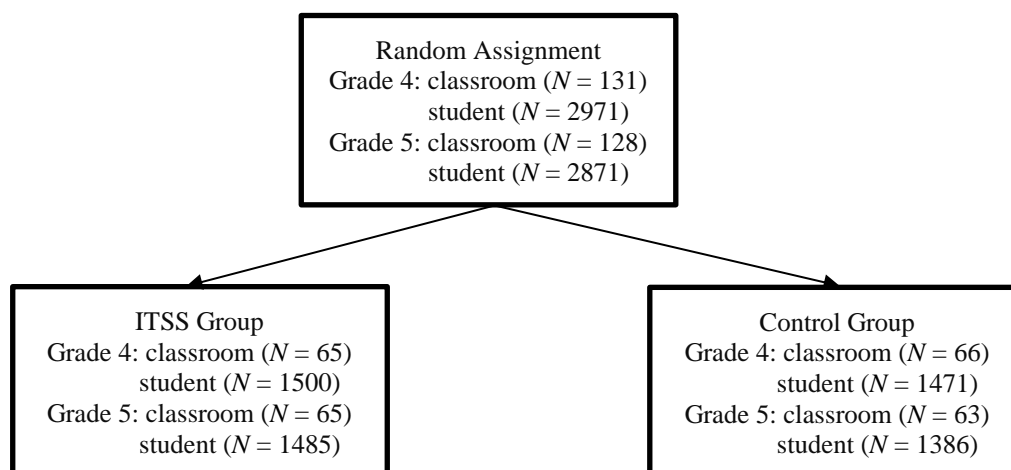 Random Assignment
Grade 4: classroom (N = 131)
student (N = 2971)
Grade 5: classroom (N = 128)
student (N = 2871)
ITSS Group
Grade 4: classroom (N = 65)
student (N = 1500)
Grade 5: classroom (N = 65)
student (N = 1485)
Control Group
Grade 4: classroom (N = 66)
student (N = 1471)
Grade 5: classroom (N = 63)
student (N = 1386)